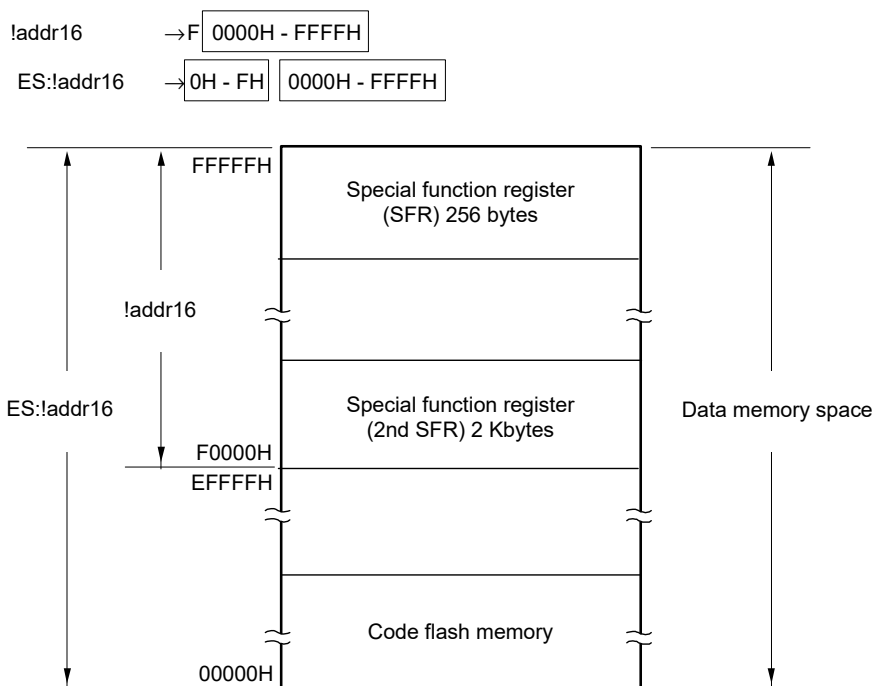 !addr16 →F 0000H - FFFFH
ES:!addr16 →0H - FH 0000H - FFFFH
FFFFFH
Special function register
(SFR) 256 bytes
!addr16
ES:!addr16
Special function register
(2nd SFR) 2 Kbytes
Data memory space
F0000H
EFFFFH
Code flash memory
00000H